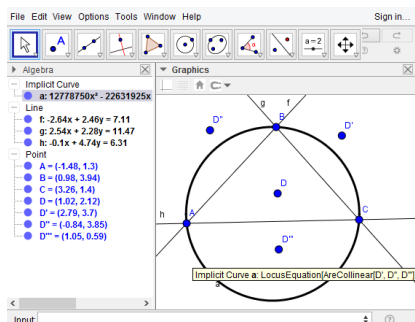 File Edit View Options Tools Window Help Sign in...
A a=2
Algebra Graphics
Implicit Curve
a: 12778750x² - 22631925x
Line
f: -2.64x + 2.46y = 7.11
g: 2.54x + 2.28y = 11.47
h: -0.1x + 4.74y = 6.31
Point
A = (-1.48, 1.3)
B = (0.98, 3.94)
C = (3.26, 1.4)
D = (1.02, 2.12)
D' = (2.79, 3.7)
D" = (-0.84, 3.85)
D"' = (1.05, 0.59)
g f
D" B D'
D
h A C
D"'
Implicit Curve a: LocusEquation[AreCollinear[D', D", D"']
a
Input: